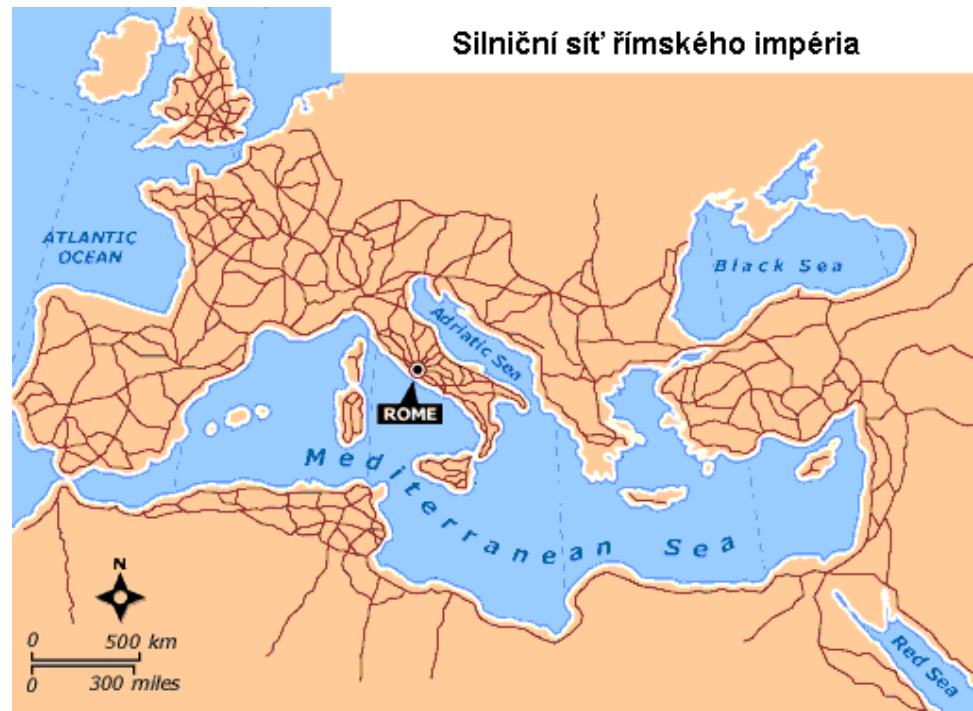 Silniční síť římského impéria
ATLANTIC
OCEAN
Black Sea
Adriatic Sea
ROME
Mediterranean Sea
Red Sea
N
0 500 km
0 300 miles